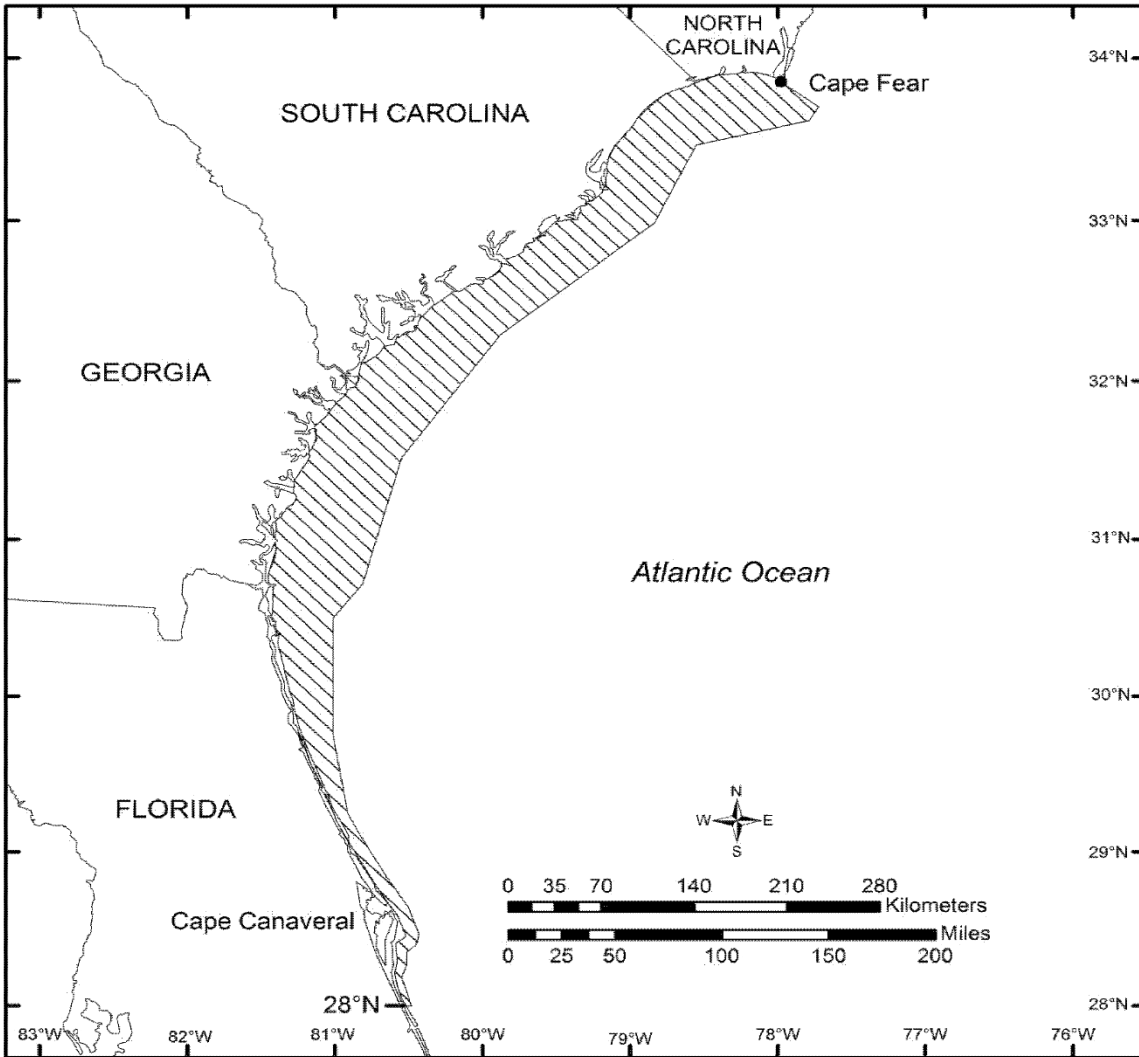 NORTH
CAROLINA
34°N
Cape Fear
SOUTH CAROLINA
33°N
32°N
GEORGIA
31°N
Atlantic Ocean
30°N
FLORIDA
N
W E
S
29°N
0 35 70 140 210 280
Kilometers
Cape Canaveral
Miles
0 25 50 100 150 200
28°N
28°N
83°W 82°W 81°W 80°W 79°W 78°W 77°W 76°W